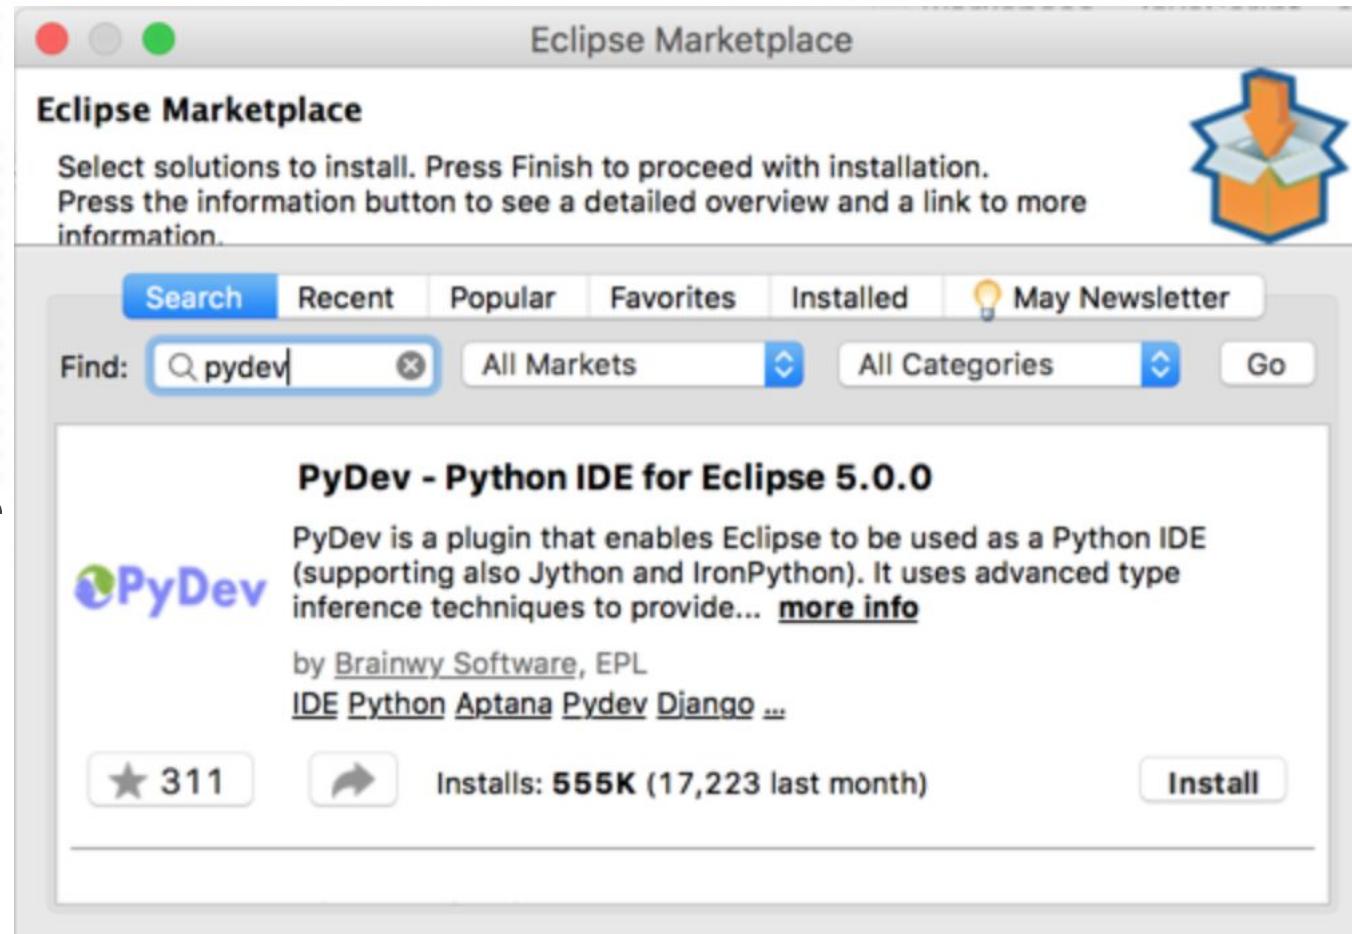 Eclipse Marketplace
Eclipse Marketplace
Select solutions to install. Press Finish to proceed with installation.
Press the information button to see a detailed overview and a link to more
information.
Search Recent Popular Favorites Installed May Newsletter
Find: pydev All Markets All Categories Go
PyDev - Python IDE for Eclipse 5.0.0
PyDev is a plugin that enables Eclipse to be used as a Python IDE
(supporting also Jython and IronPython). It uses advanced type
inference techniques to provide... more info
PyDev
by Brainwy Software, EPL
IDE Python Aptana Pydev Django ...
311 Installs: 555K (17,223 last month) Install